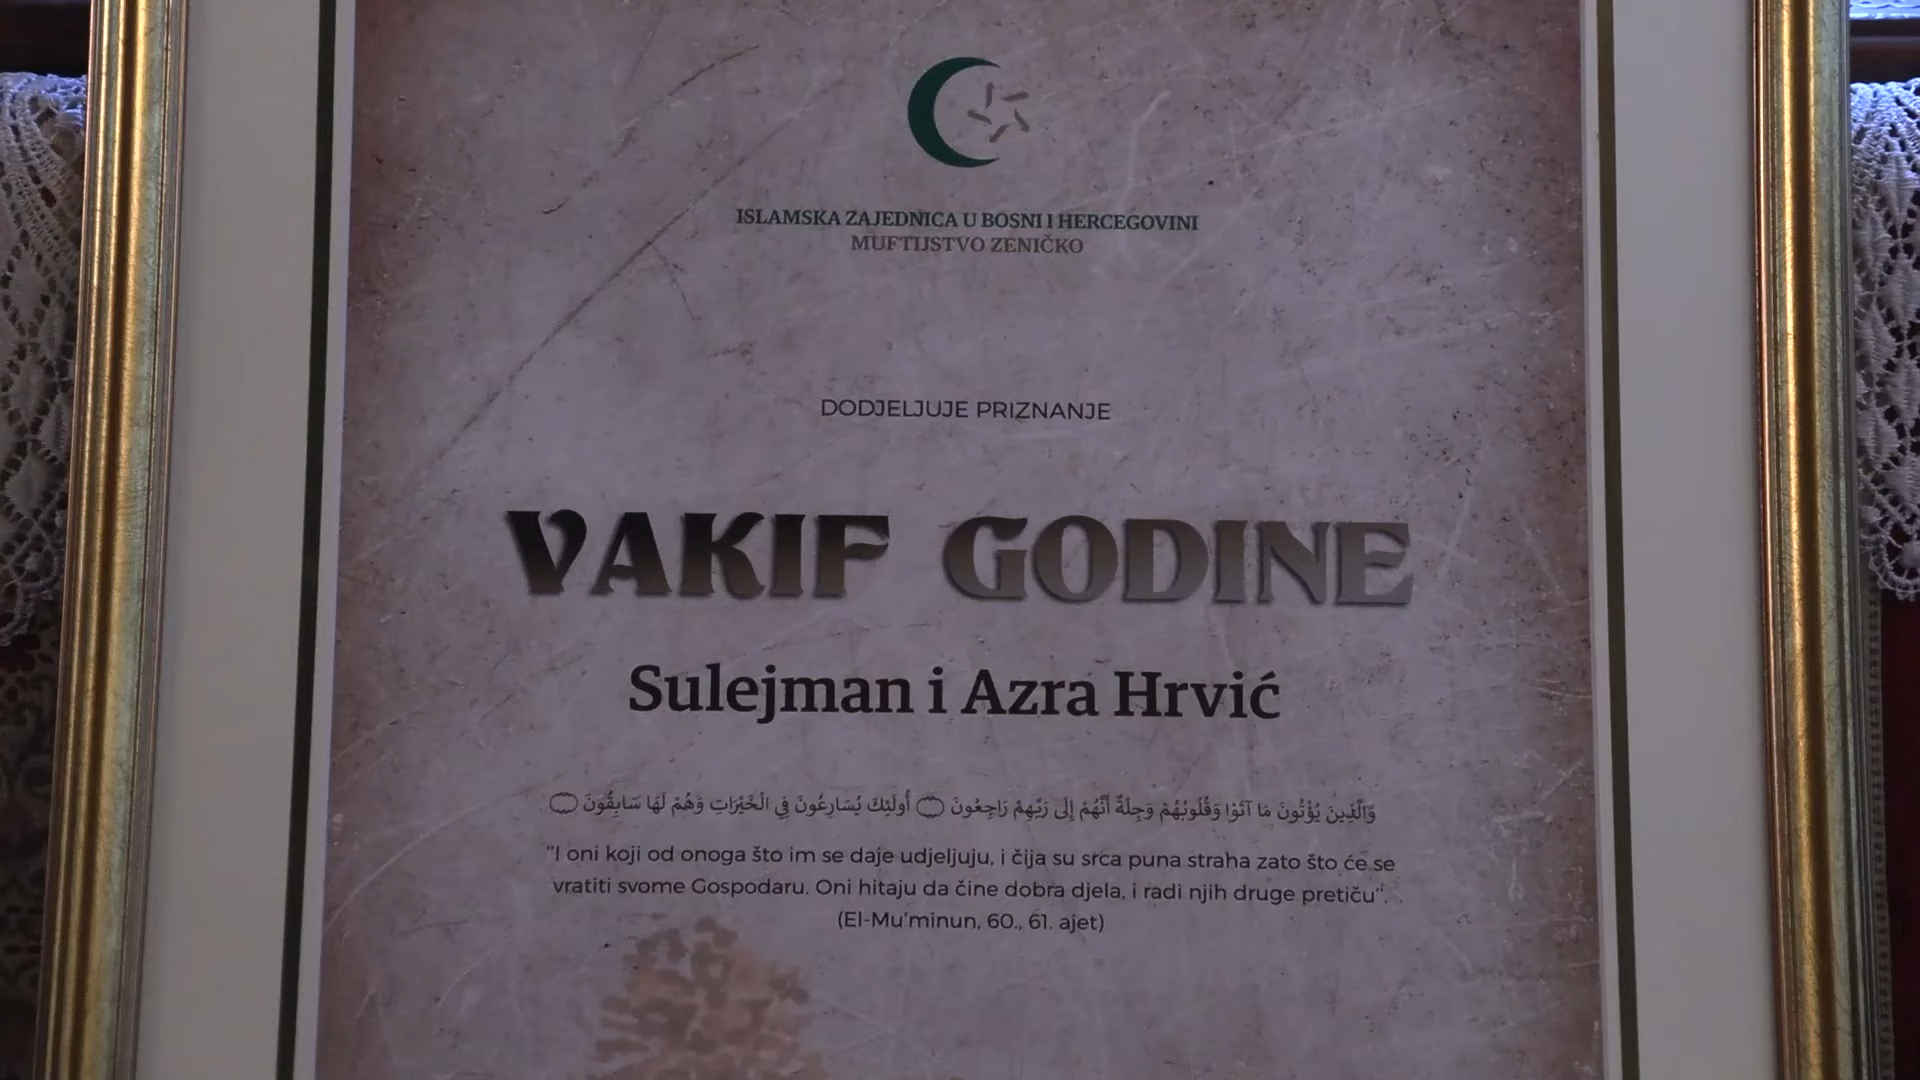 ISLAMSKA ZAJEDNICA U BOSNI I HERCEGOVINI
MUFTIJSTVO ZENIČKO
DODJELJUJE PRIZNANJE
VAKIF GODINE
Sulejman i Azra Hrvić
وَالَّذِينَ يُؤْتُونَ مَا آتَوْا وَقُلُوبُهُمْ وَجِلَةٌ أَنَّهُمْ إِلَى رَبِّهِمْ رَاجِعُونَ أُولَئِكَ يُسَارِعُونَ فِي الْخَيْرَاتِ وَهُمْ لَهَا سَابِقُونَ
"I oni koji od onoga što im se daje udjeljuju, i čija su srca puna straha zato što će se
vratiti svome Gospodaru. Oni hitaju da čine dobra djela, i radi njih druge pretiču".
(El-Mu'minun, 60., 61. ajet)